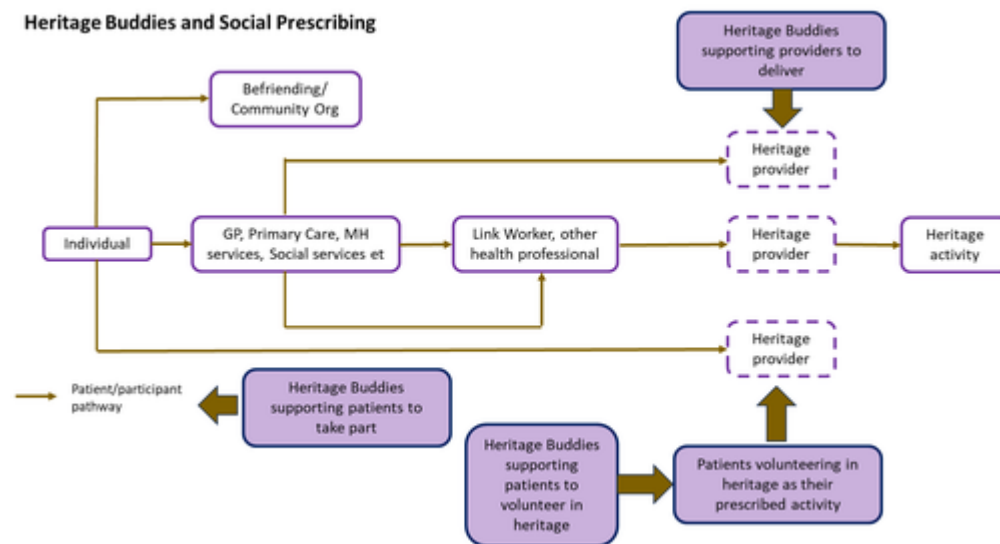 Heritage Buddies and Social Prescribing
Heritage Buddies
supporting providers to
deliver
Befriending/
Community Org
Heritage
provider
Individual
GP, Primary Care, MH
services, Social services et
Link Worker, other
health professional
Heritage
provider
Heritage
activity
Heritage
provider
Patient/participant
pathway
Heritage Buddies
supporting patients to
take part
Heritage Buddies
supporting
patients to
volunteer in
heritage
Patients volunteering in
heritage as their
prescribed activity